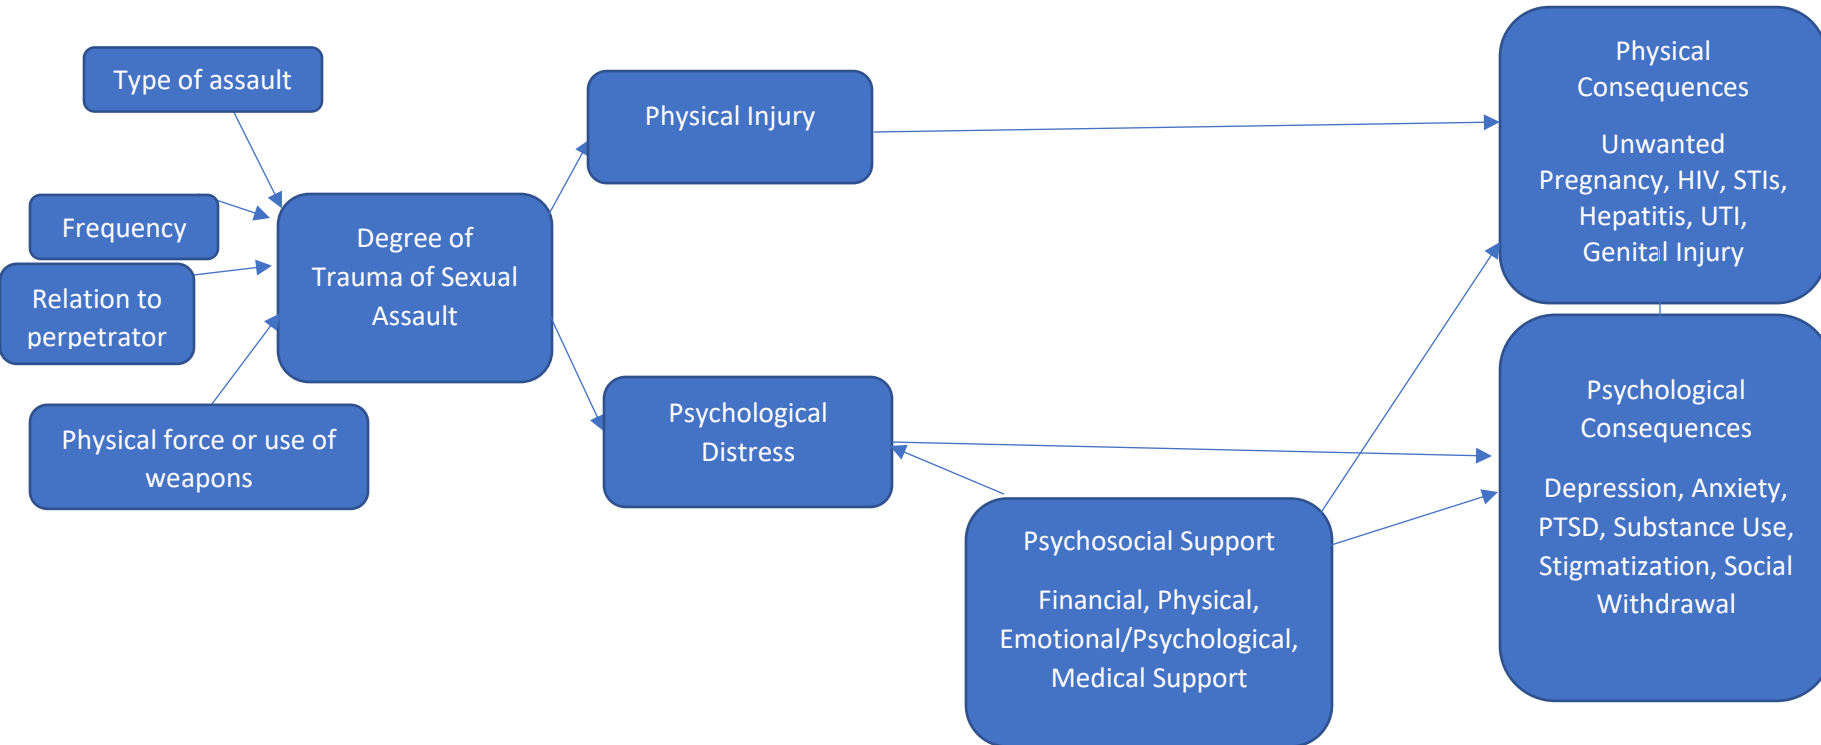 Type of assault
Frequency
Relation to
perpetrator
Physical force or use of
weapons
Degree of
Trauma of Sexual
Assault
Physical Injury
Psychological
Distress
Psychosocial Support
Financial, Physical,
Emotional/Psychological,
Medical Support
Physical
Consequences
Unwanted
Pregnancy, HIV, STIs,
Hepatitis, UTI,
Genital Injury
Psychological
Consequences
Depression, Anxiety,
PTSD, Substance Use,
Stigmatization, Social
Withdrawal